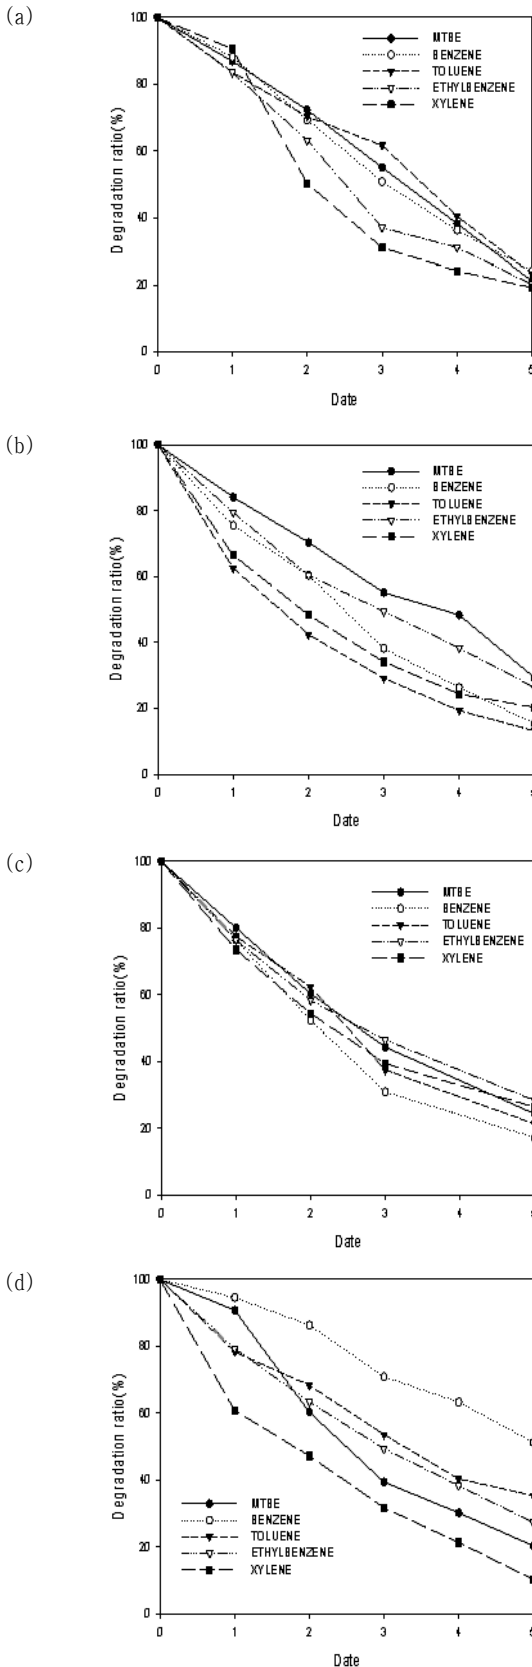 (a)
100
80
60
40
20
0
0 1 2 3 4 5
Degradation ratio(%)
Date
MTBE
BENZENE
TOLUENE
ETHYLBENZENE
XYLENE
(b)
100
80
60
40
20
0
0 1 2 3 4 5
Degradation ratio(%)
Date
MTBE
BENZENE
TOLUENE
ETHYLBENZENE
XYLENE
(c)
100
80
60
40
20
0
0 1 2 3 4 5
Degradation ratio(%)
Date
MTBE
BENZENE
TOLUENE
ETHYLBENZENE
XYLENE
(d)
100
80
60
40
20
0
0 1 2 3 4 5
Degradation ratio(%)
Date
MTBE
BENZENE
TOLUENE
ETHYLBENZENE
XYLENE